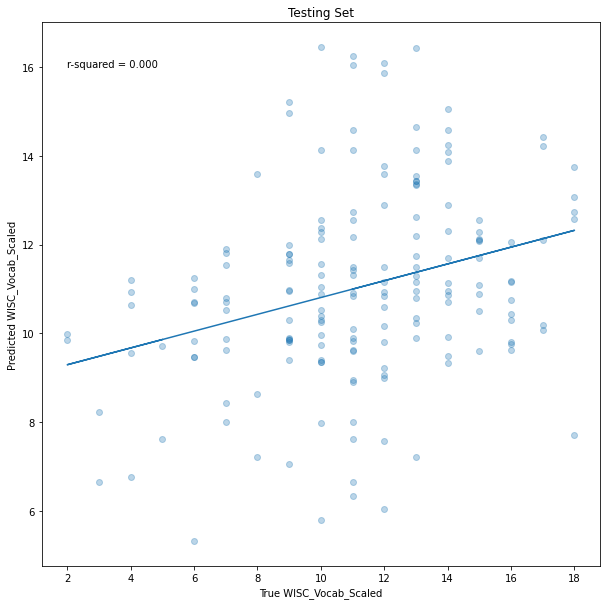 Testing Set
r-squared = 0.000
16
14
12
10
8
6
Predicted WISC_Vocab_Scaled
2 4 6 8 10 12 14 16 18
True WISC_Vocab_Scaled